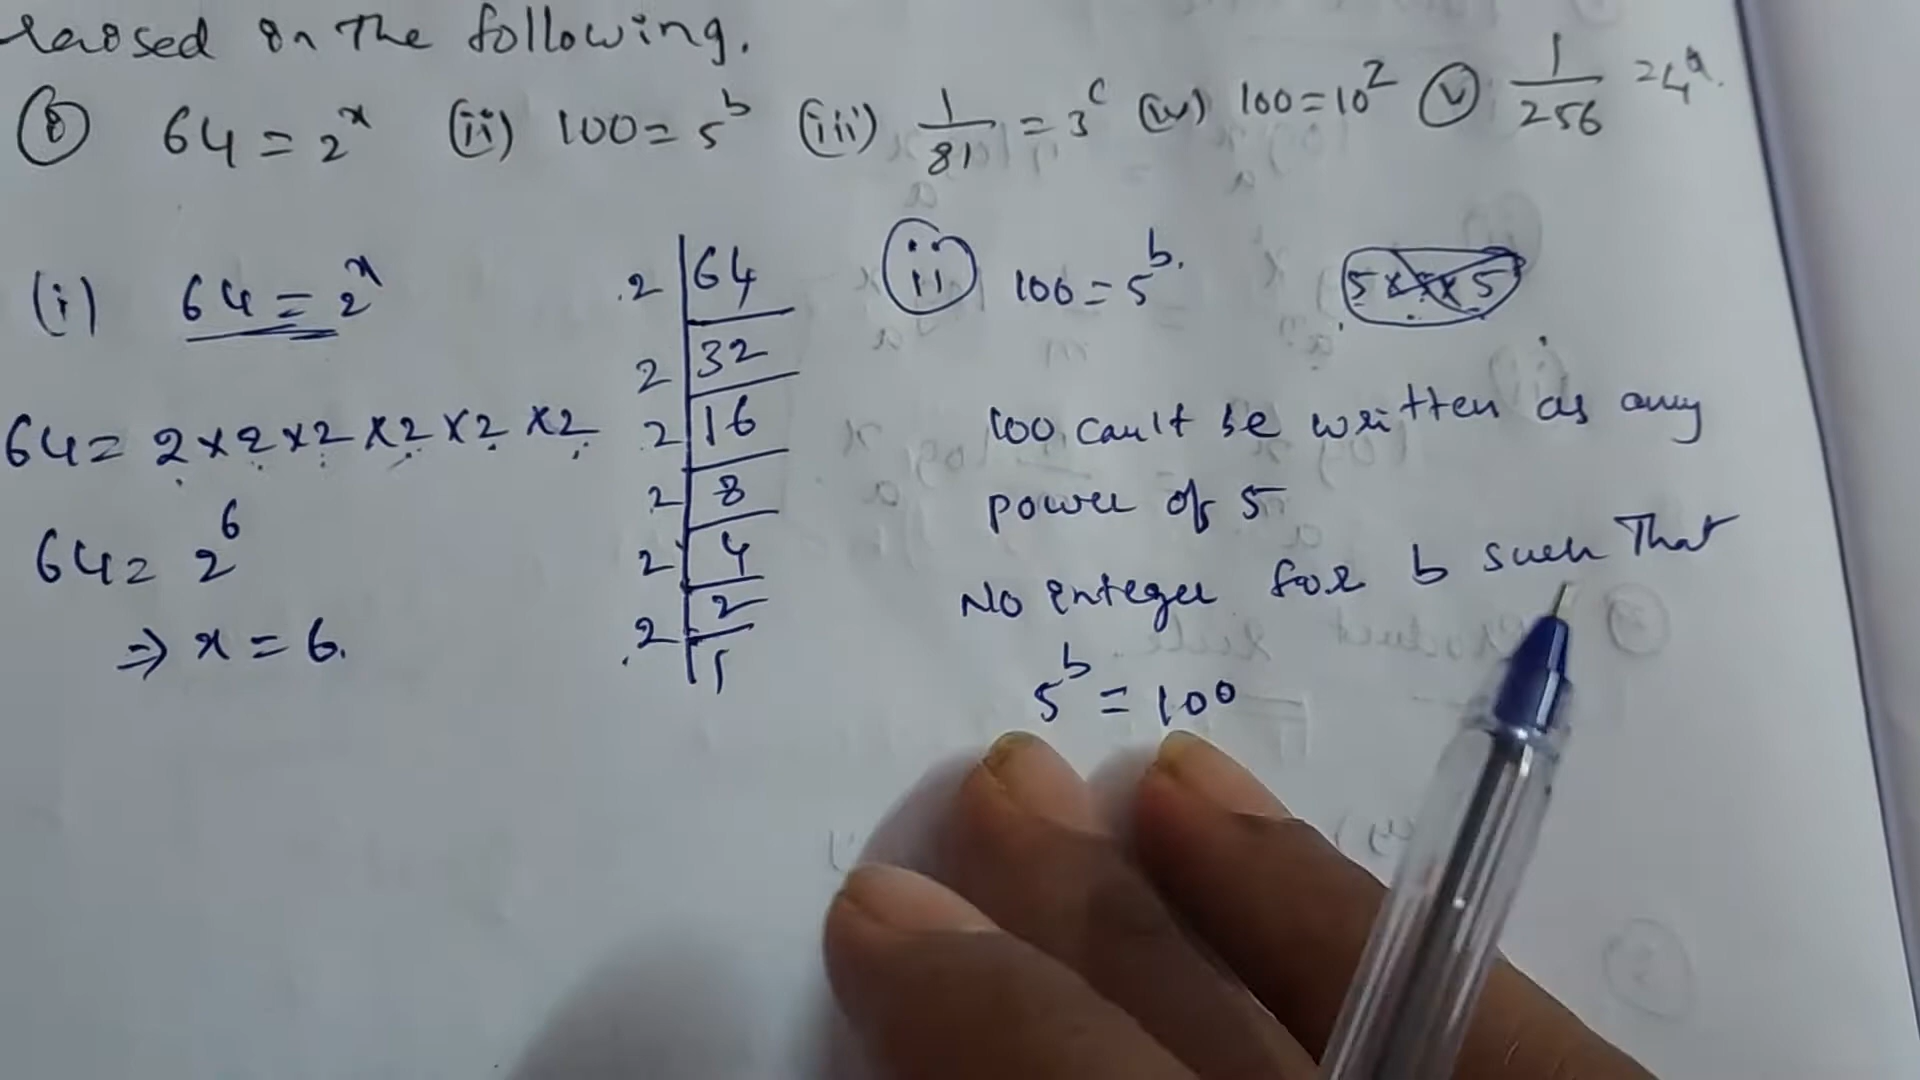 raised in the following.
(i) 64 = 2^x (ii) 100 = 5^b (iii) 1/81 = 3^c (iv) 100 = 10^2 (v) 1/256 = 4^a.
(i) 64 = 2^x
64 = 2 × 2 × 2 × 2 × 2 × 2
64 = 2^6
⇒ x = 6.
2 | 64
2 | 32
2 | 16
2 | 8
2 | 4
2 | 2
1
(ii) 100 = 5^b.
100 can't be written as any
power of 5
No integer for b such that
5^b = 100